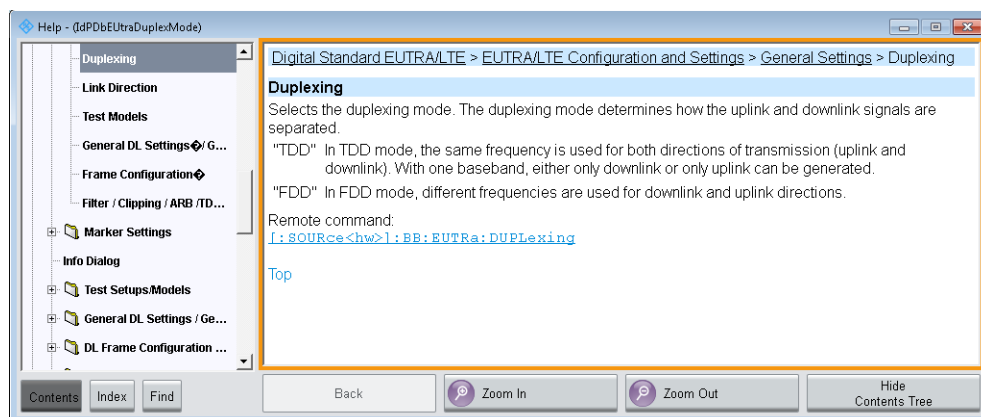 Help - (IdPDbEUtraDuplexMode)
Duplexing
Link Direction
Test Models
General DL Settings�/ G...
Frame Configuration�
Filter / Clipping / ARB /TD...
Marker Settings
Info Dialog
Test Setups/Models
General DL Settings / Ge...
DL Frame Configuration ...
Digital Standard EUTRA/LTE > EUTRA/LTE Configuration and Settings > General Settings > Duplexing
Duplexing
Selects the duplexing mode. The duplexing mode determines how the uplink and downlink signals are
separated.
"TDD" In TDD mode, the same frequency is used for both directions of transmission (uplink and
downlink). With one baseband, either only downlink or only uplink can be generated.
"FDD" In FDD mode, different frequencies are used for downlink and uplink directions.
Remote command:
[:SOURce<hw>]:BB:EUTRa:DUPLexing
Top
Contents Index Find
Back
Zoom In
Zoom Out
Hide
Contents Tree